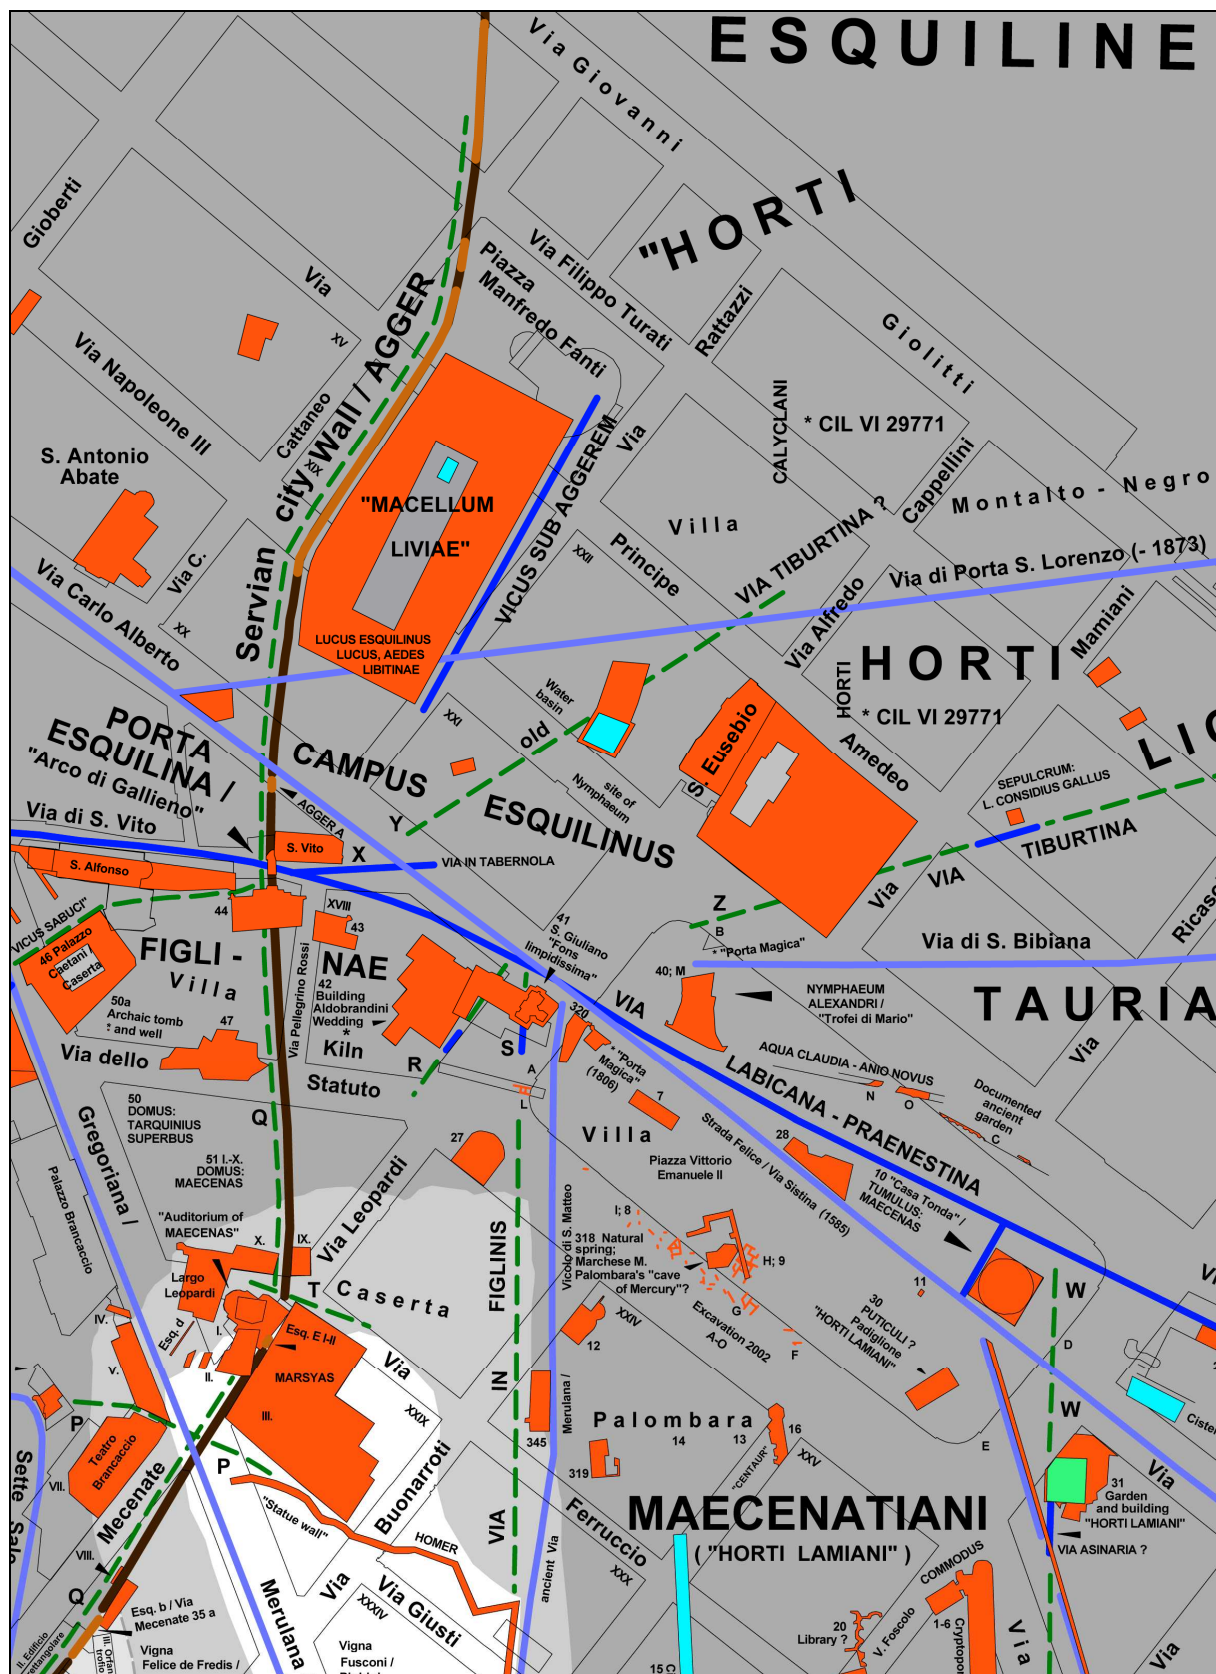 ESQUILINE
Via Giovanni
"HORTI
Gioberti
Via
Via Napoleone III
Piazza
Manfredo Fanti
Via Filippo Turati
Rattazzi
Giolitti
XV
Cattaneo
XIX
Servian city Wall / AGGER
S. Antonio
Abate
Via C.
XX
"MACELLUM
LIVIAE"
LUCUS ESQUILINUS
LUCUS, AEDES
LIBITINAE
VICUS SUB AGGEREM
Via
CALYCLANI
* CIL VI 29771
Cappellini
Montalto - Negro
Villa
XXII
Principe
VIA TIBURTINA ?
Via di Porta S. Lorenzo (- 1873)
Via Carlo Alberto
Via Alfredo
Mamiani
HORTI
HORTI
* CIL VI 29771
Amedeo
LIC
PORTA
ESQUILINA /
"Arco di Gallieno"
Via di S. Vito
XXI
Water
basin
old
CAMPUS
ESQUILINUS
S. Eusebio
site of
Nymphaeum
SEPULCRUM:
L. CONSIDIUS GALLUS
AGGER A
Y
X
S. Vito
VIA IN TABERNOLA
S. Alfonso
VIA
TIBURTINA
Via
Ricaso
Z
B
* "Porta Magica"
Via di S. Bibiana
VICUS SABUCI"
44
XVIII
43
41
S. Giuliano
"Fons
limpidissima"
46 Palazzo
Caetani /
Caserta
FIGLI -
NAE
Villa
42
Building
Aldobrandini
Wedding
*
Kiln
Via Pellegrino Rossi
50a
Archaic tomb
* and well
47
Via dello
Statuto
R
S
A
L
320
* "Porta
Magica"
(1806)
VIA
40; M
NYMPHAEUM
ALEXANDRI /
"Trofei di Mario"
TAURIA
Via
LABICANA - PRAENESTINA
AQUA CLAUDIA - ANIO NOVUS
N
O
Documented
ancient
garden
C
50
DOMUS:
TARQUINIUS
SUPERBUS
Q
Gregoriana /
Palazzo Brancaccio
51 I.-X.
DOMUS:
MAECENAS
27
7
Villa
Piazza Vittorio
Emanuele II
Strada Felice / Via Sistina (1585)
28
10 "Casa Tonda" /
TUMULUS:
MAECENAS
"Auditorium of
MAECENAS"
Via Leopardi
X.
IX.
Largo
Leopardi
T
Caserta
VIA IN FIGLINIS
Vicolo di S. Matteo
I; 8
318 Natural
spring;
Marchese M.
Palombara's "cave
of Mercury"?
H; 9
G
Excavation 2002
A-O
F
11
30
PUTICULI ?
Padiglione
"HORTI LAMIANI"
W
D
IV.
Esq. d
I.
Esq. E I-II
V.
II.
MARSYAS
III.
Via
XXIX
12
XXIV
Merulana /
345
Palombara
14
13
16
"CENTAUR"
XXV
319
E
W
Cister
Via
P
Teatro
Brancaccio
VII.
P
Sette Sale
Mecenate
"Statue wall"
Buonarroti
Ferruccio
XXX
HOMER
MAECENATIANI
( "HORTI LAMIANI" )
31
Garden
and building
"HORTI LAMIANI"
VIA ASINARIA ?
VIII.
Q
Esq. b / Via
Mecenate 35 a
Vigna
Felice de Fredis /
Merulana
Via
XXXIV
Via Giusti
Vigna
Fusconi /
ancient Via
COMMODUS
20
Library ?
V. Foscolo
1-6
Cryptopo
15 C
Via
Via
II. Edificio